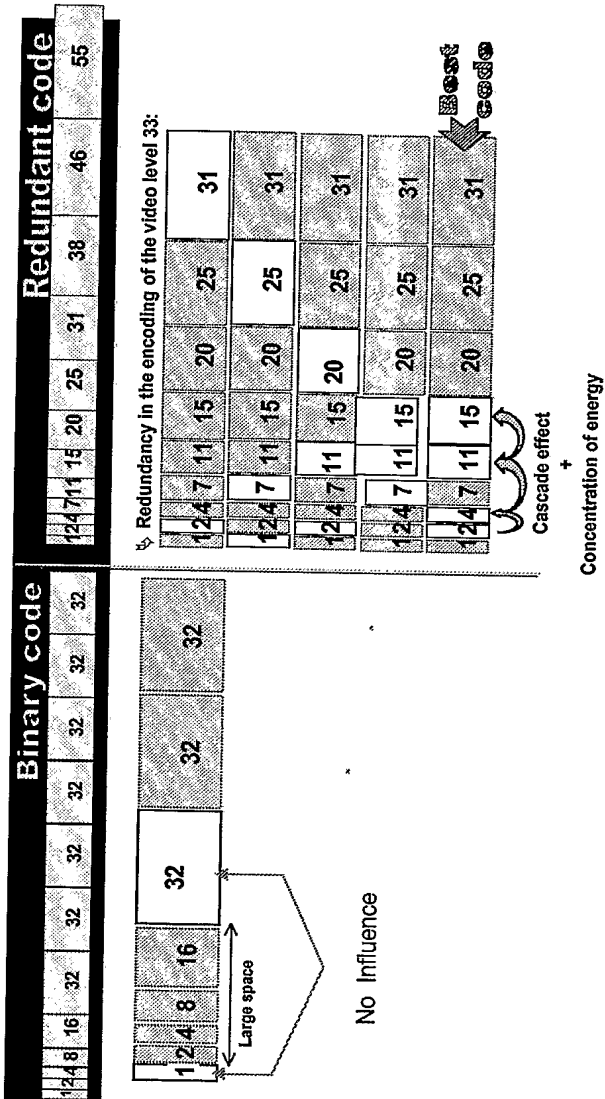 Binary code
1 2 4 8 16 32 32 32 32 32 32 32
1 2 4 8 16 32 32 32
Large space
No Influence
Redundant code
1 2 4 7 11 15 20 25 31 38 46 55
Redundancy in the encoding of the video level 33:
1 2 4 7 11 15 20 25 31
1 2 4 7 11 15 20 25 31
1 2 4 7 11 15 20 25 31
1 2 4 7 11 15 20 25 31
1 2 4 7 11 15 20 25 31
Best
code
Cascade effect
+
Concentration of energy